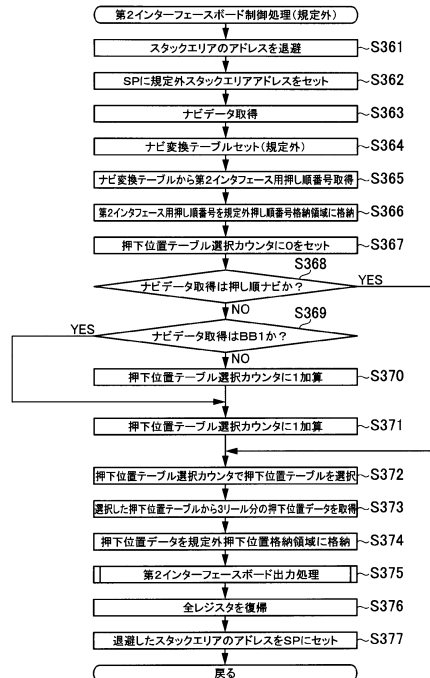 第2インターフェースボード制御処理(規定外)
スタックエリアのアドレスを退避 S361
SPに規定外スタックエリアアドレスをセット S362
ナビデータ取得 S363
ナビ変換テーブルセット(規定外) S364
ナビ変換テーブルから第2インタフェース用押し順番号取得 S365
第2インタフェース用押し順番号を規定外押し順番号格納領域に格納 S366
押下位置テーブル選択カウンタに0をセット S367
S368
ナビデータ取得は押し順ナビか? YES
NO
S369
YES ナビデータ取得はBB1か?
NO
押下位置テーブル選択カウンタに1加算 S370
押下位置テーブル選択カウンタに1加算 S371
押下位置テーブル選択カウンタで押下位置テーブルを選択 S372
選択した押下位置テーブルから3リール分の押下位置データを取得 S373
押下位置データを規定外押下位置格納領域に格納 S374
第2インターフェースボード出力処理 S375
全レジスタを復帰 S376
退避したスタックエリアのアドレスをSPにセット S377
戻る